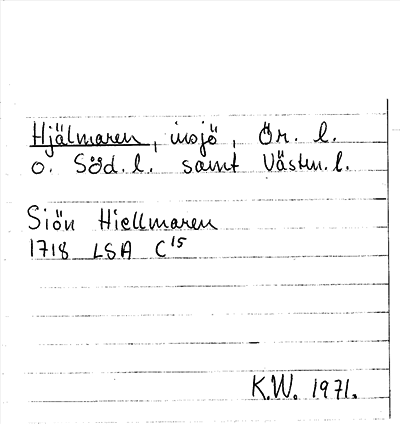 Hjälmaren, insjö, Ör. l.
o. Söd. l. samt Västm. l.
Siön Hiellmaren
1718 LSA C15
K.W. 1971.